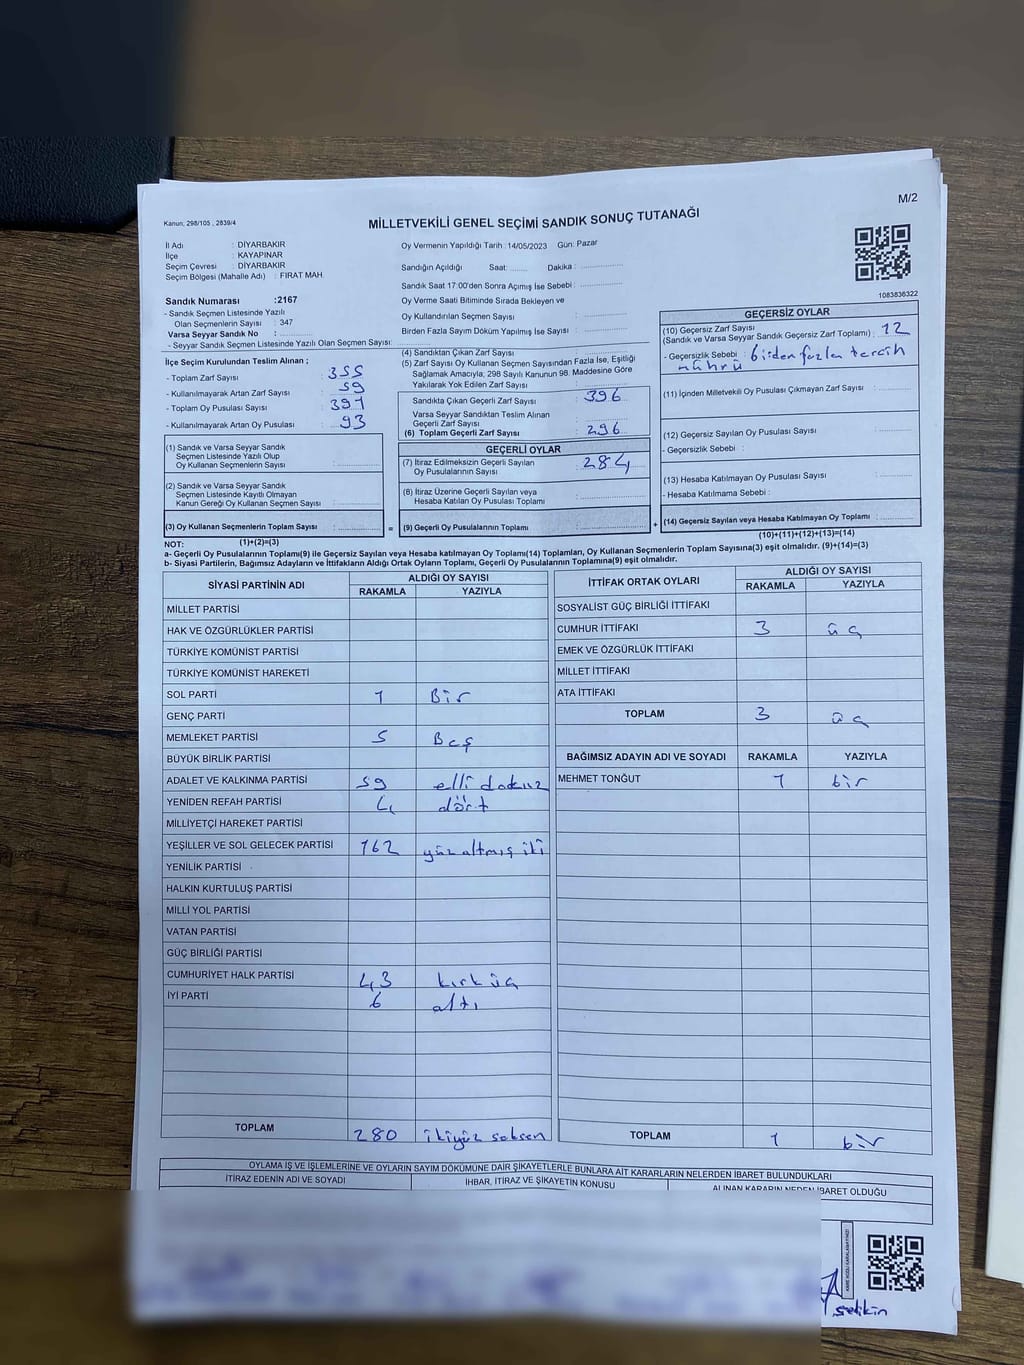 M/2
Kanun; 298/105 , 2839/4
MİLLETVEKİLİ GENEL SEÇİMİ SANDIK SONUÇ TUTANAĞI
İl Adı : DİYARBAKIR
İlçe : KAYAPINAR
Seçim Çevresi : DİYARBAKIR
Seçim Bölgesi (Mahalle Adı) : FIRAT MAH.
Sandık Numarası :2167
- Sandık Seçmen Listesinde Yazılı
Olan Seçmenlerin Sayısı : 347
Varsa Seyyar Sandık No :
- Seyyar Sandık Seçmen Listesinde Yazılı Olan Seçmen Sayısı:
Oy Vermenin Yapıldığı Tarih : 14/05/2023 Gün: Pazar
Sandığın Açıldığı Saat: Dakika :
Sandık Saat 17:00'den Sonra Açımış İse Sebebi :
Oy Verme Saati Bitiminde Sırada Bekleyen ve
Oy Kullandırılan Seçmen Sayısı :
Birden Fazla Sayım Döküm Yapılmış İse Sayısı :
1083836322
İlçe Seçim Kurulundan Teslim Alınan ;
- Toplam Zarf Sayısı : 355
- Kullanılmayarak Artan Zarf Sayısı : 59
- Toplam Oy Pusulası Sayısı : 391
- Kullanılmayarak Artan Oy Pusulası : 93
(1) Sandık ve Varsa Seyyar Sandık
Seçmen Listesinde Yazılı Olup
Oy Kullanan Seçmenlerin Sayısı :
(2) Sandık ve Varsa Seyyar Sandık
Seçmen Listesinde Kayıtlı Olmayan
Kanun Gereği Oy Kullanan Seçmen Sayısı :
(3) Oy Kullanan Seçmenlerin Toplam Sayısı :
(1)+(2)=(3)
=
(4) Sandıktan Çıkan Zarf Sayısı :
(5) Zarf Sayısı Oy Kullanan Seçmen Sayısından Fazla İse, Eşitliği
Sağlamak Amacıyla, 298 Sayılı Kanunun 98. Maddesine Göre
Yakılarak Yok Edilen Zarf Sayısı :
Sandıkta Çıkan Geçerli Zarf Sayısı : 396
Varsa Seyyar Sandıktan Teslim Alınan
Geçerli Zarf Sayısı :
(6) Toplam Geçerli Zarf Sayısı : 296
GEÇERLİ OYLAR
(7) İtiraz Edilmeksizin Geçerli Sayılan
Oy Pusulalarının Sayısı : 284
(8) İtiraz Üzerine Geçerli Sayılan veya
Hesaba Katılan Oy Pusulası Toplamı :
(9) Geçerli Oy Pusulalarının Toplamı :
+
GEÇERSİZ OYLAR
(10) Geçersiz Zarf Sayısı
(Sandık ve Varsa Seyyar Sandık Geçersiz Zarf Toplamı) : 12
- Geçersizlik Sebebi : birden fazla tercih
mührü
(11) İçinden Milletvekili Oy Pusulası Çıkmayan Zarf Sayısı :
(12) Geçersiz Sayılan Oy Pusulası Sayısı :
- Geçersizlik Sebebi :
(13) Hesaba Katılmayan Oy Pusulası Sayısı :
- Hesaba Katılmama Sebebi :
(14) Geçersiz Sayılan veya Hesaba Katılmayan Oy Toplamı :
(10)+(11)+(12)+(13)=(14)
NOT:
a- Geçerli Oy Pusulalarının Toplamı(9) ile Geçersiz Sayılan veya Hesaba katılmayan Oy Toplamı(14) Toplamları, Oy Kullanan Seçmenlerin Toplam Sayısına(3) eşit olmalıdır. (9)+(14)=(3)
b- Siyasi Partilerin, Bağımsız Adayların ve İttifakların Aldığı Ortak Oyların Toplamı, Geçerli Oy Pusulalarının Toplamına(9) eşit olmalıdır.
SİYASİ PARTİNİN ADI ALDIĞI OY SAYISI
RAKAMLA YAZIYLA
MİLLET PARTİSİ
HAK VE ÖZGÜRLÜKLER PARTİSİ
TÜRKİYE KOMÜNİST PARTİSİ
TÜRKİYE KOMÜNİST HAREKETİ
SOL PARTİ 1 Bir
GENÇ PARTİ
MEMLEKET PARTİSİ 5 Beş
BÜYÜK BİRLİK PARTİSİ
ADALET VE KALKINMA PARTİSİ 59 elli dokuz
YENİDEN REFAH PARTİSİ 4 dört
MİLLİYETÇİ HAREKET PARTİSİ
YEŞİLLER VE SOL GELECEK PARTİSİ 162 yüz altmış iki
YENİLİK PARTİSİ
HALKIN KURTULUŞ PARTİSİ
MİLLİ YOL PARTİSİ
VATAN PARTİSİ
GÜÇ BİRLİĞİ PARTİSİ
CUMHURİYET HALK PARTİSİ 43 kırk üç
İYİ PARTİ 6 altı
TOPLAM 280 ikiyüz seksen
İTTİFAK ORTAK OYLARI ALDIĞI OY SAYISI
RAKAMLA YAZIYLA
SOSYALİST GÜÇ BİRLİĞİ İTTİFAKI
CUMHUR İTTİFAKI 3 üç
EMEK VE ÖZGÜRLÜK İTTİFAKI
MİLLET İTTİFAKI
ATA İTTİFAKI
TOPLAM 3 üç
BAĞIMSIZ ADAYIN ADI VE SOYADI RAKAMLA YAZIYLA
MEHMET TONĞUT 1 bir
TOPLAM 1 bir
OYLAMA İŞ VE İŞLEMLERİNE VE OYLARIN SAYIM DÖKÜMÜNE DAİR ŞİKAYETLERLE BUNLARA AİT KARARLARIN NELERDEN İBARET BULUNDUKLARI
İTİRAZ EDENİN ADI VE SOYADI İHBAR, İTİRAZ VE ŞİKAYETİN KONUSU ALINAN KARARIN NEDEN İBARET OLDUĞU